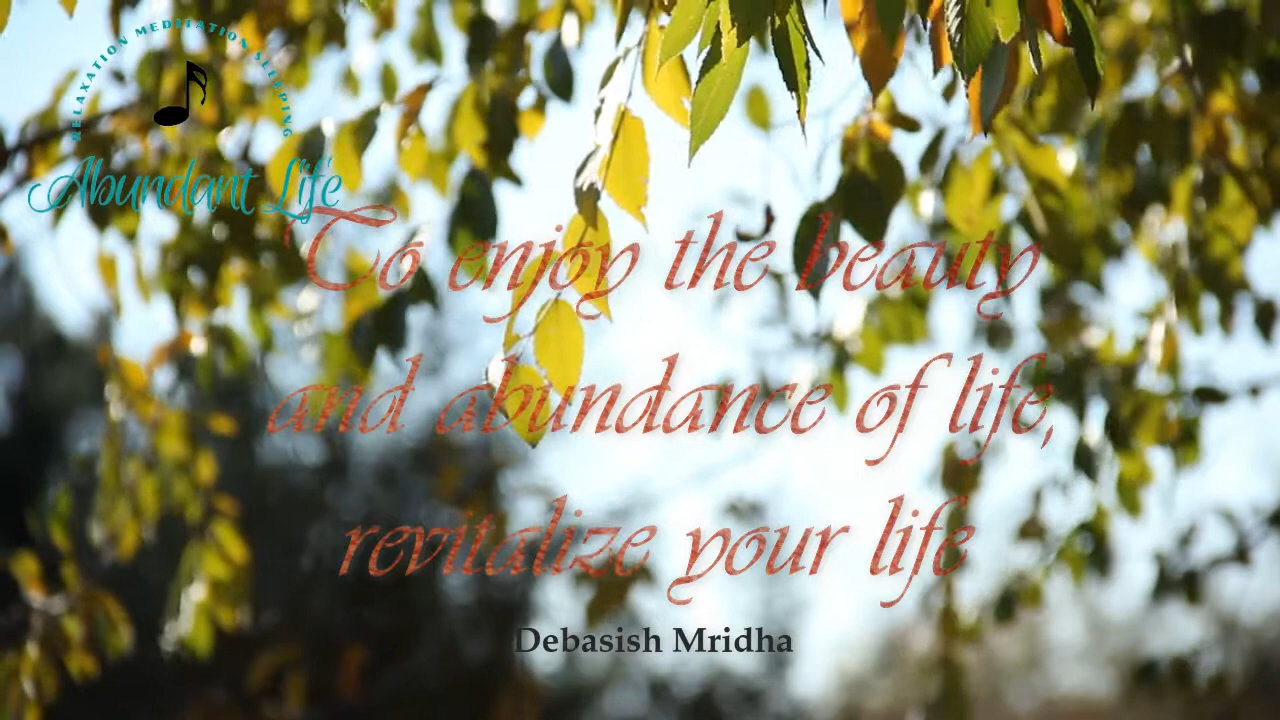 RELAXATION MEDITATION SLEEPING
Abundant Life
To enjoy the beauty
and abundance of life,
revitalize your life
Debasish Mridha